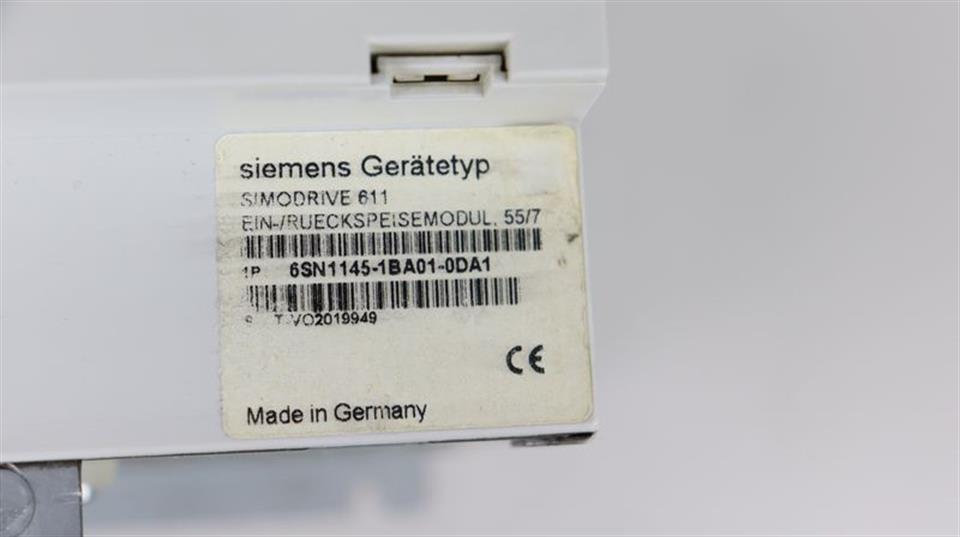 siemens Gerätetyp
SIMODRIVE 611
EIN-/RUECKSPEISEMODUL, 55/7
1P 6SN1145-1BA01-0DA1
S T-VO2019949
CE
Made in Germany